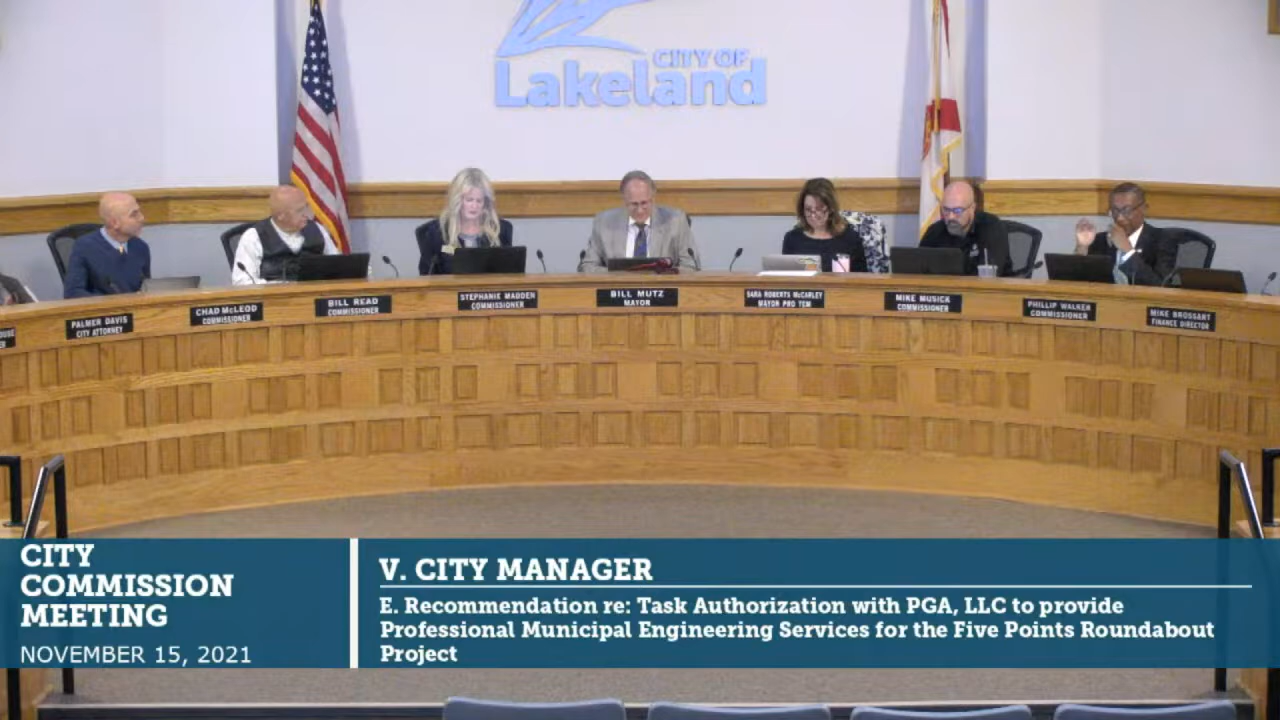 CITY OF
Lakeland
PALMER DAVIS
CITY ATTORNEY
CHAD McLEOD
COMMISSIONER
BILL READ
COMMISSIONER
STEPHANIE MADDEN
COMMISSIONER
BILL MUTZ
MAYOR
SARA ROBERTS McCARLEY
MAYOR PRO TEM
MIKE MUSICK
COMMISSIONER
PHILLIP WALKER
COMMISSIONER
MIKE BROSSART
FINANCE DIRECTOR
CITY
COMMISSION
MEETING
NOVEMBER 15, 2021
V. CITY MANAGER
E. Recommendation re: Task Authorization with PGA, LLC to provide
Professional Municipal Engineering Services for the Five Points Roundabout
Project